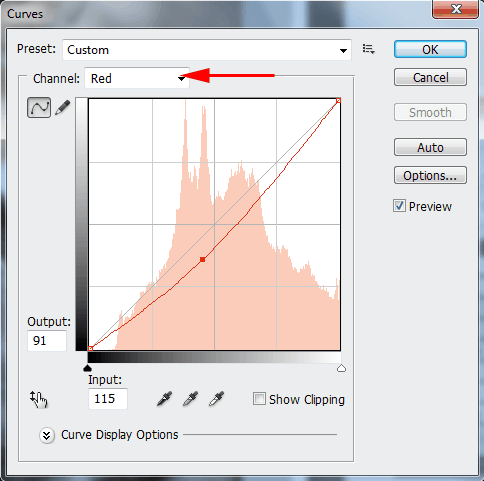 Curves
Preset: Custom
OK
Channel: Red
Cancel
Smooth
Auto
Options...
Preview
Output:
91
Input:
115
Show Clipping
Curve Display Options